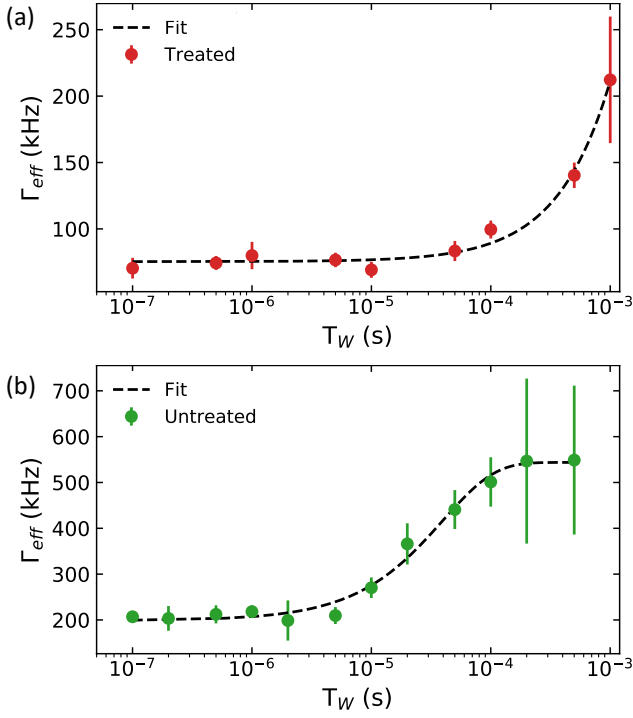 (a)
Γeff (kHz)
250
200
150
100
Fit
Treated
10⁻⁷ 10⁻⁶ 10⁻⁵ 10⁻⁴ 10⁻³
T_W (s)
(b)
Γeff (kHz)
700
600
500
400
300
200
Fit
Untreated
10⁻⁷ 10⁻⁶ 10⁻⁵ 10⁻⁴ 10⁻³
T_W (s)